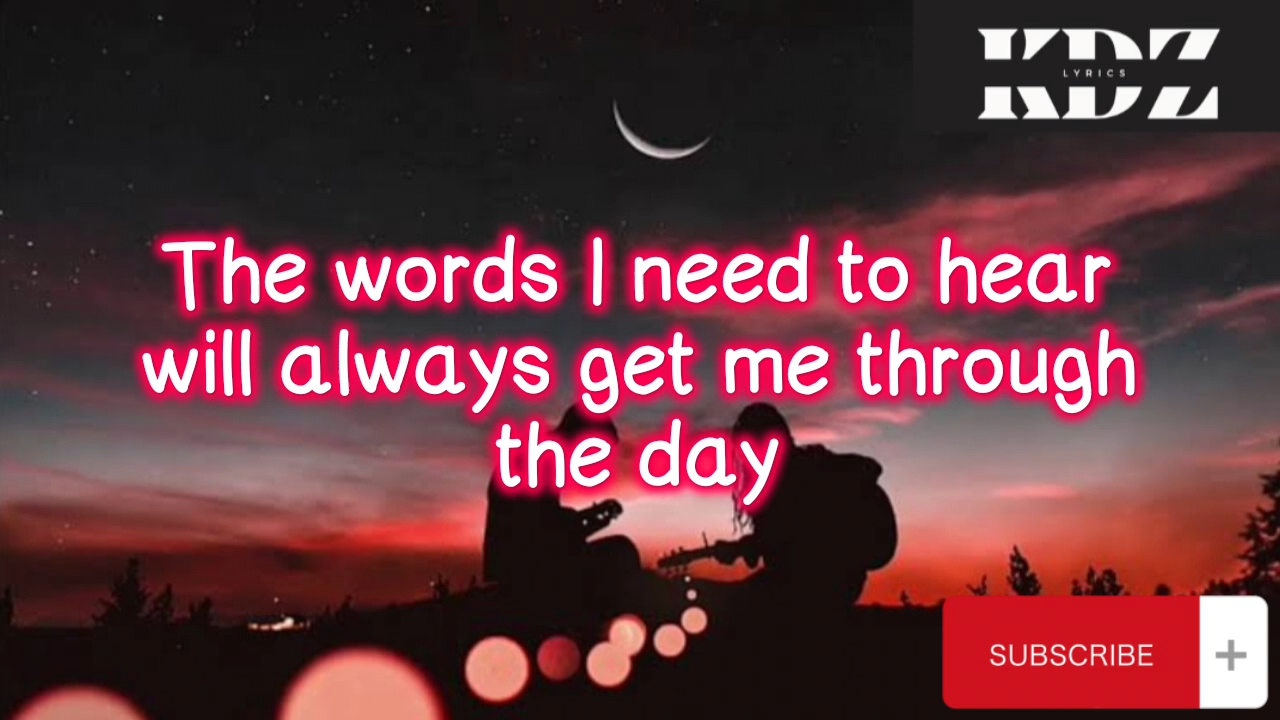 KDZ
LYRICS
The words I need to hear
will always get me through
the day
SUBSCRIBE